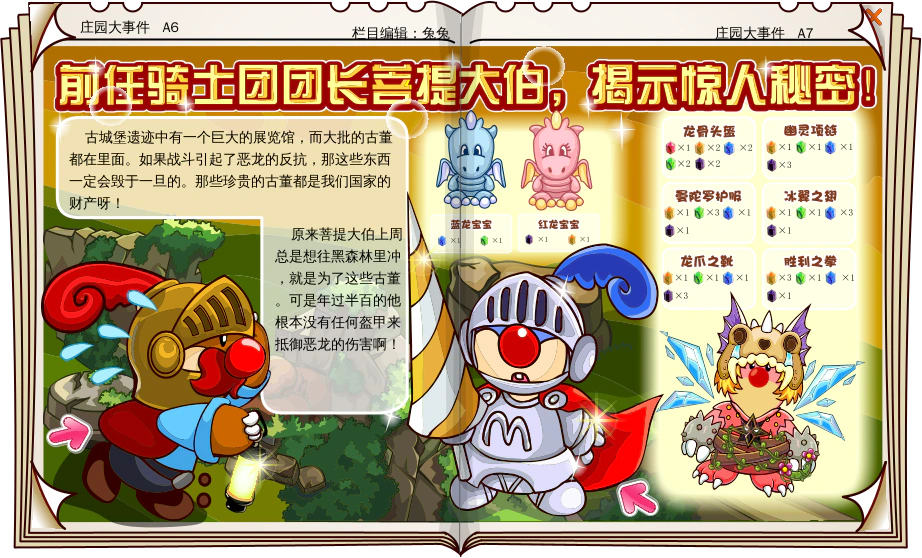 庄园大事件 A6
栏目编辑：兔兔
庄园大事件 A7
前任骑士团团长菩提大伯，揭示惊人秘密！
古城堡遗迹中有一个巨大的展览馆，而大批的古董
都在里面。如果战斗引起了恶龙的反抗，那这些东西
一定会毁于一旦的。那些珍贵的古董都是我们国家的
财产呀！
原来菩提大伯上周
总是想往黑森林里冲
，就是为了这些古董
。可是年过半百的他
根本没有任何盔甲来
抵御恶龙的伤害啊！
蓝龙宝宝
×1 ×1
红龙宝宝
×1 ×1
龙骨头盔
×1 ×2 ×2
×2 ×2
幽灵项链
×1 ×1 ×1
×3
曼陀罗护服
×1 ×3 ×1
×1
冰翼之翅
×1 ×1 ×3
×1
龙爪之靴
×1 ×1 ×1
×3
胜利之拳
×3 ×1 ×1
×1
M